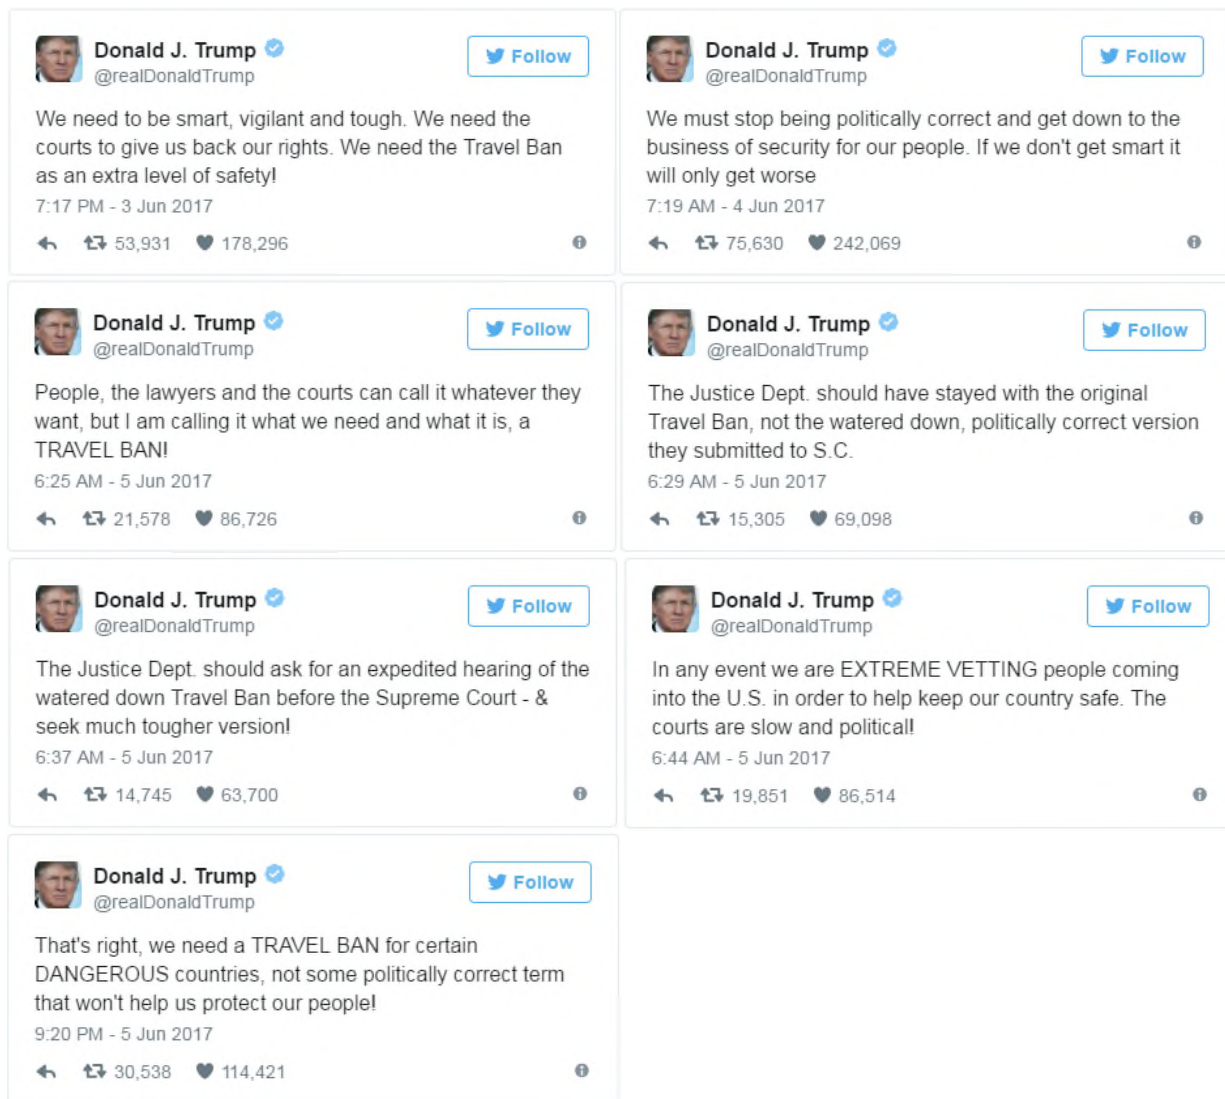 Donald J. Trump
@realDonaldTrump
Follow
We need to be smart, vigilant and tough. We need the
courts to give us back our rights. We need the Travel Ban
as an extra level of safety!
7:17 PM - 3 Jun 2017
53,931 178,296
Donald J. Trump
@realDonaldTrump
Follow
We must stop being politically correct and get down to the
business of security for our people. If we don't get smart it
will only get worse
7:19 AM - 4 Jun 2017
75,630 242,069
Donald J. Trump
@realDonaldTrump
Follow
People, the lawyers and the courts can call it whatever they
want, but I am calling it what we need and what it is, a
TRAVEL BAN!
6:25 AM - 5 Jun 2017
21,578 86,726
Donald J. Trump
@realDonaldTrump
Follow
The Justice Dept. should have stayed with the original
Travel Ban, not the watered down, politically correct version
they submitted to S.C.
6:29 AM - 5 Jun 2017
15,305 69,098
Donald J. Trump
@realDonaldTrump
Follow
The Justice Dept. should ask for an expedited hearing of the
watered down Travel Ban before the Supreme Court - &
seek much tougher version!
6:37 AM - 5 Jun 2017
14,745 63,700
Donald J. Trump
@realDonaldTrump
Follow
In any event we are EXTREME VETTING people coming
into the U.S. in order to help keep our country safe. The
courts are slow and political!
6:44 AM - 5 Jun 2017
19,851 86,514
Donald J. Trump
@realDonaldTrump
Follow
That's right, we need a TRAVEL BAN for certain
DANGEROUS countries, not some politically correct term
that won't help us protect our people!
9:20 PM - 5 Jun 2017
30,538 114,421